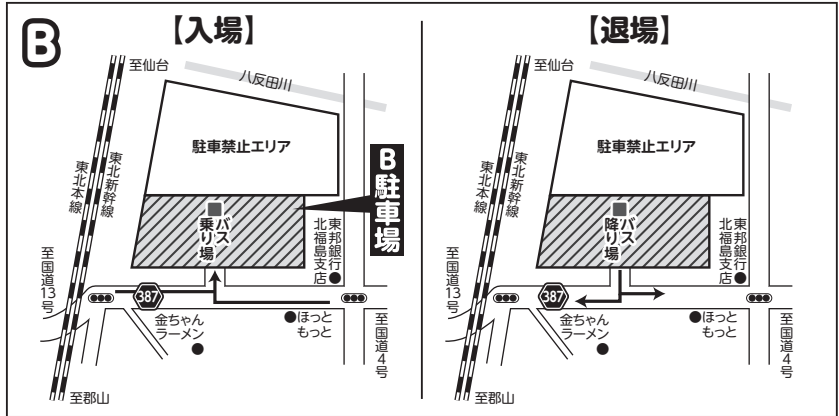 B
【入場】
至仙台
八反田川
駐車禁止エリア
東北新幹線
東北本線
B駐車場
バス
乗り場
東邦銀行
北福島支店
至国道13号
387
金ちゃん
ラーメン
ほっと
もっと
至国道4号
至郡山
【退場】
至仙台
八反田川
駐車禁止エリア
東北新幹線
東北本線
バス
降り場
東邦銀行
北福島支店
至国道13号
387
金ちゃん
ラーメン
ほっと
もっと
至国道4号
至郡山